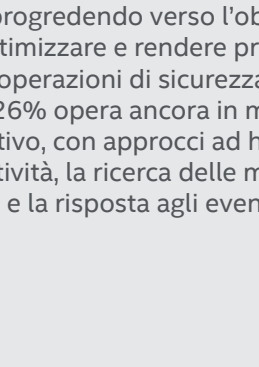 progredendo verso l'ob
timizzare e rendere pr
operazioni di sicurezza
26% opera ancora in m
tivo, con approcci ad h
tività, la ricerca delle m
e la risposta agli even